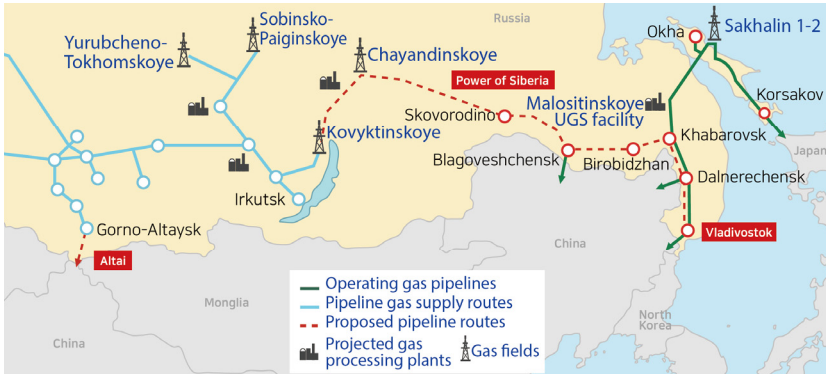 Russia
Sobinsko-
Paiginskoye
Yurubcheno-
Tokhomskoye
Chayandinskoye
Okha
Sakhalin 1-2
Power of Siberia
Korsakov
Skovorodino
Malositinskoye
UGS facility
Kovyktinskoye
Khabarovsk
Japan
Blagoveshchensk
Birobidzhan
Dalnerechensk
Irkutsk
Gorno-Altaysk
Vladivostok
Altai
China
Monglia
North
Korea
China
Operating gas pipelines
Pipeline gas supply routes
Proposed pipeline routes
Projected gas
processing plants
Gas fields